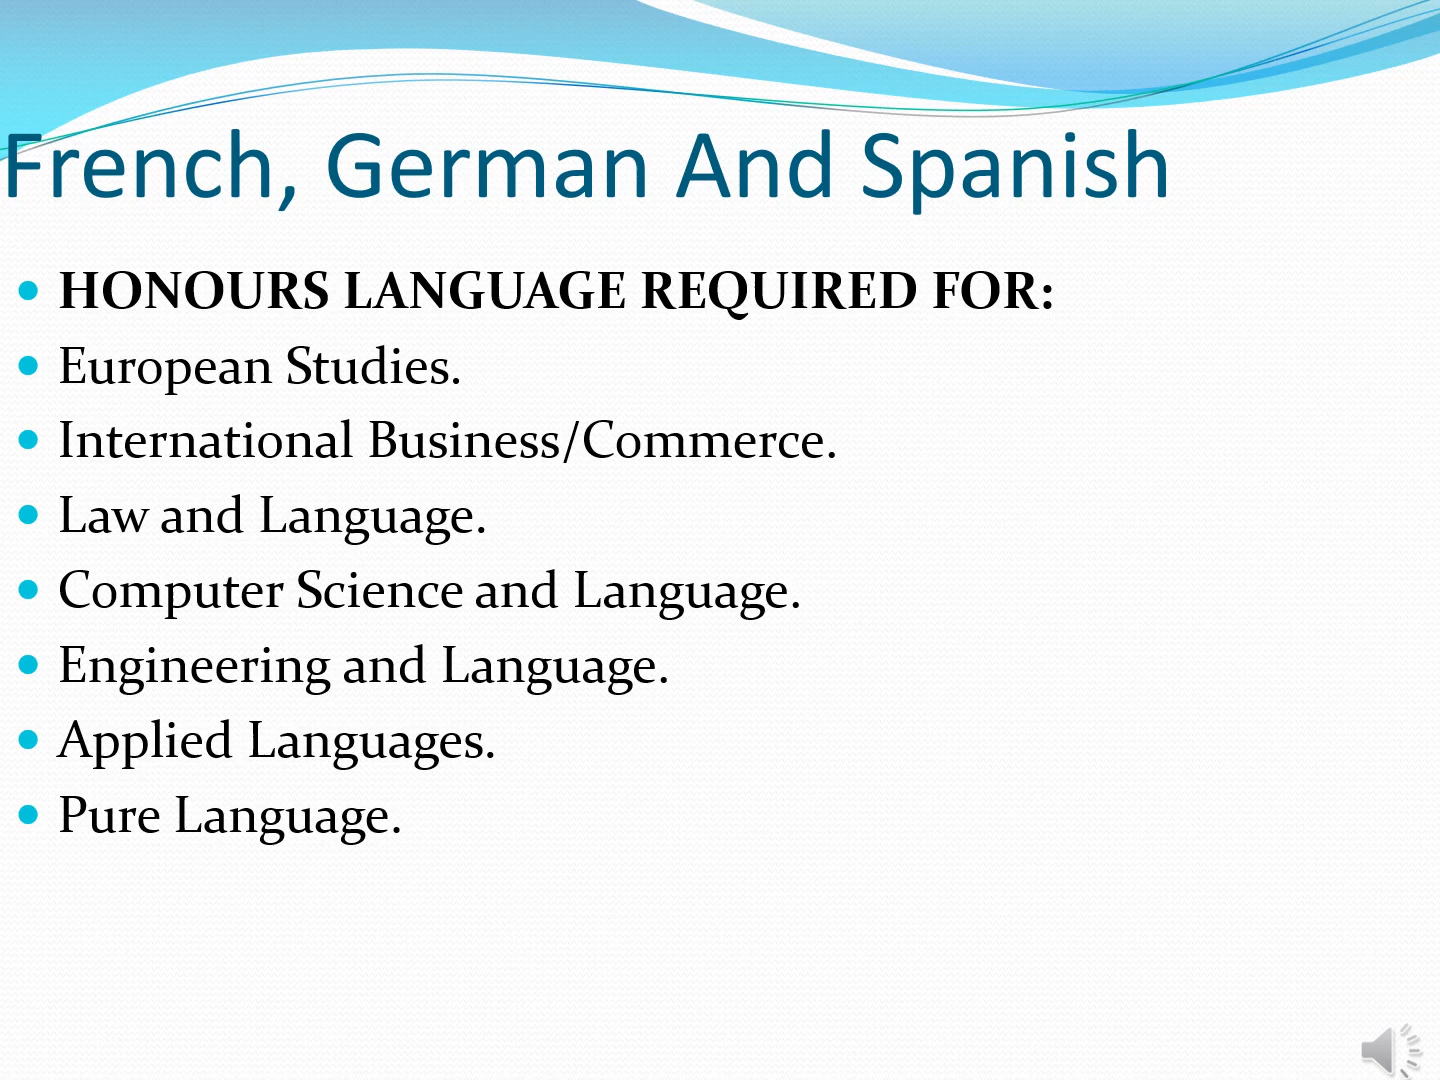 French, German And Spanish
HONOURS LANGUAGE REQUIRED FOR:
European Studies.
International Business/Commerce.
Law and Language.
Computer Science and Language.
Engineering and Language.
Applied Languages.
Pure Language.